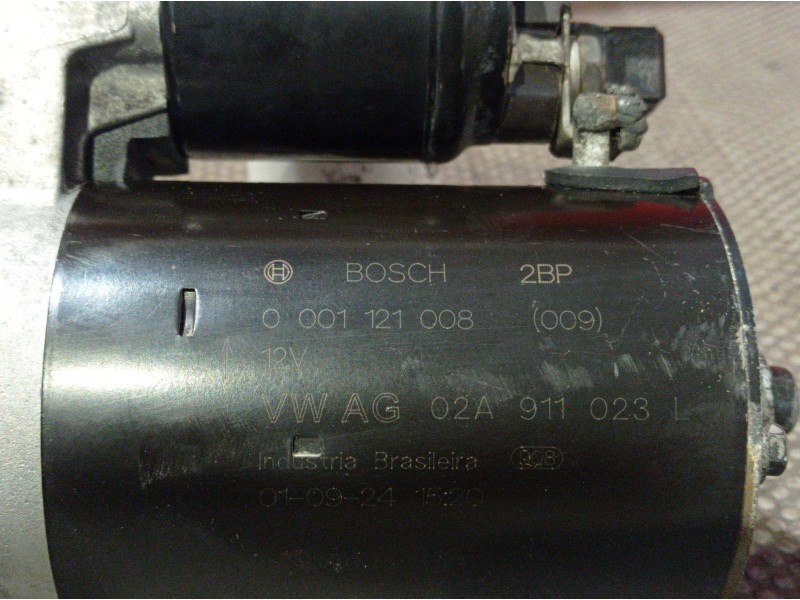 BOSCH 2BP
0 001 121 008 (009)
12V
VW AG 02A 911 023 L
Indústria Brasileira
01-09-24 15:20